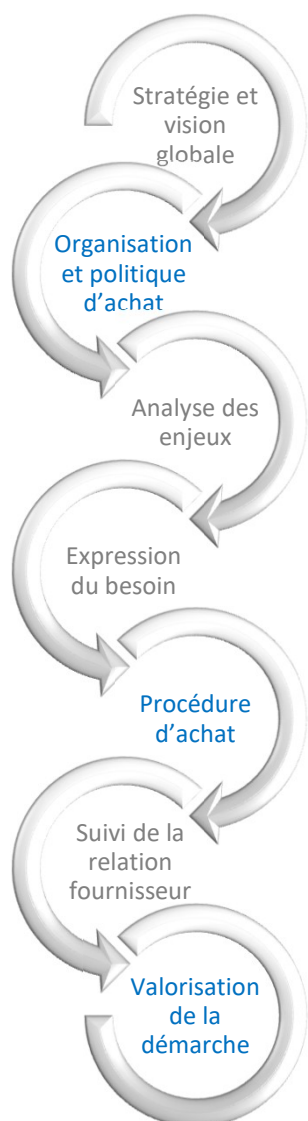 Stratégie et
vision
globale
Organisation
et politique
d’achat
Analyse des
enjeux
Expression
du besoin
Procédure
d’achat
Suivi de la
relation
fournisseur
Valorisation
de la
démarche